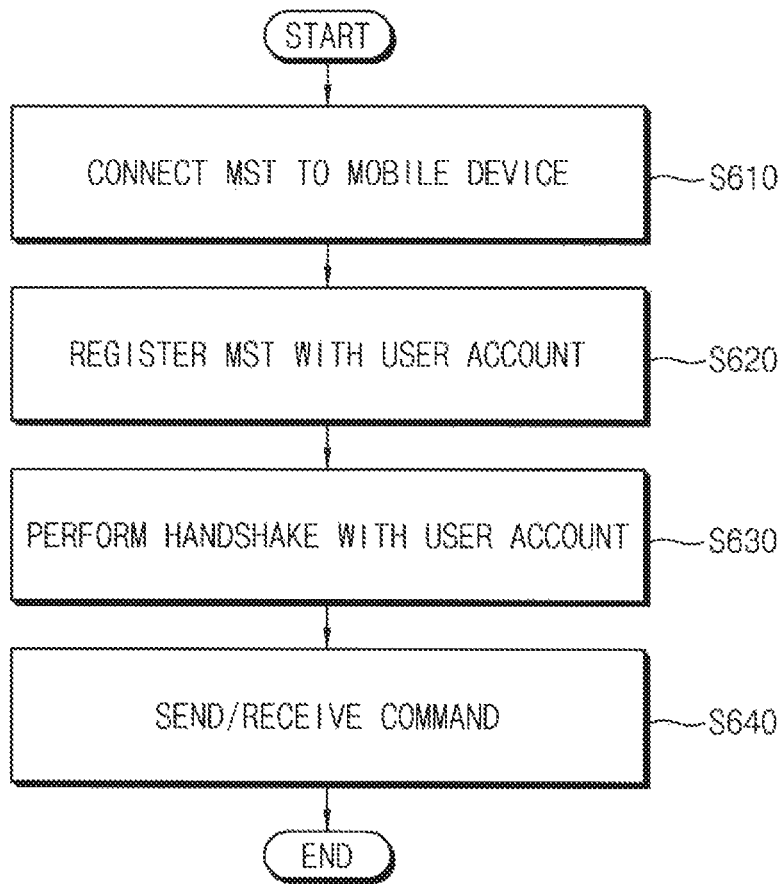 START
CONNECT MST TO MOBILE DEVICE
S610
REGISTER MST WITH USER ACCOUNT
S620
PERFORM HANDSHAKE WITH USER ACCOUNT
S630
SEND/RECEIVE COMMAND
S640
END